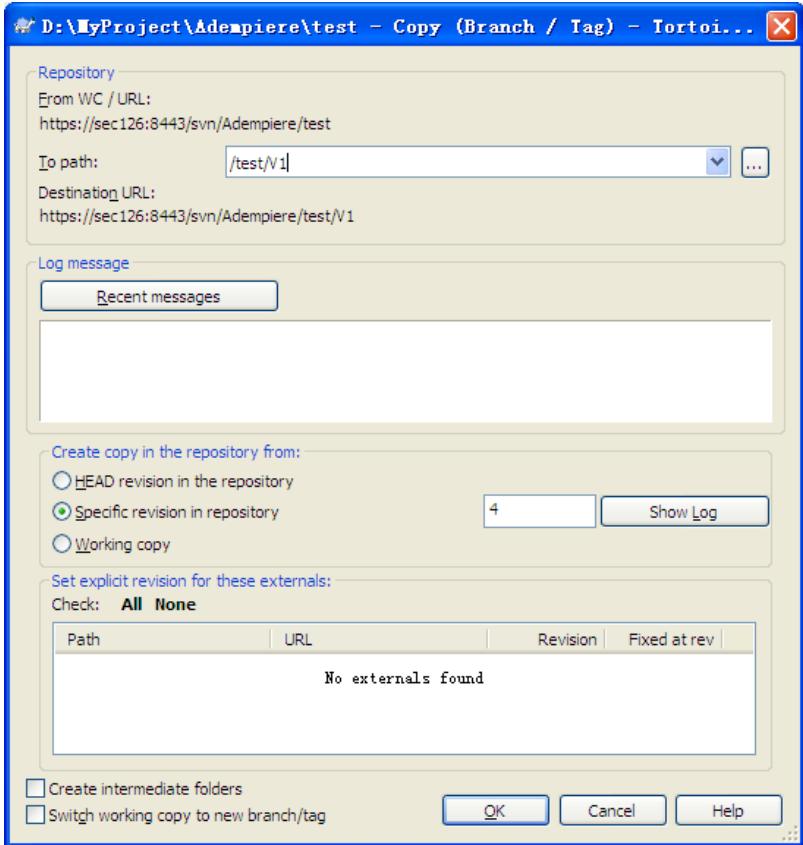 D:\MyProject\Adempiere\test - Copy (Branch / Tag) - Tortoi...
Repository
From WC / URL:
https://sec126:8443/svn/Adempiere/test
To path:
/test/V1
...
Destination URL:
https://sec126:8443/svn/Adempiere/test/V1
Log message
Recent messages
Create copy in the repository from:
HEAD revision in the repository
Specific revision in repository
4
Show Log
Working copy
Set explicit revision for these externals:
Check: All None
Path URL Revision Fixed at rev
No externals found
Create intermediate folders
Switch working copy to new branch/tag
OK Cancel Help